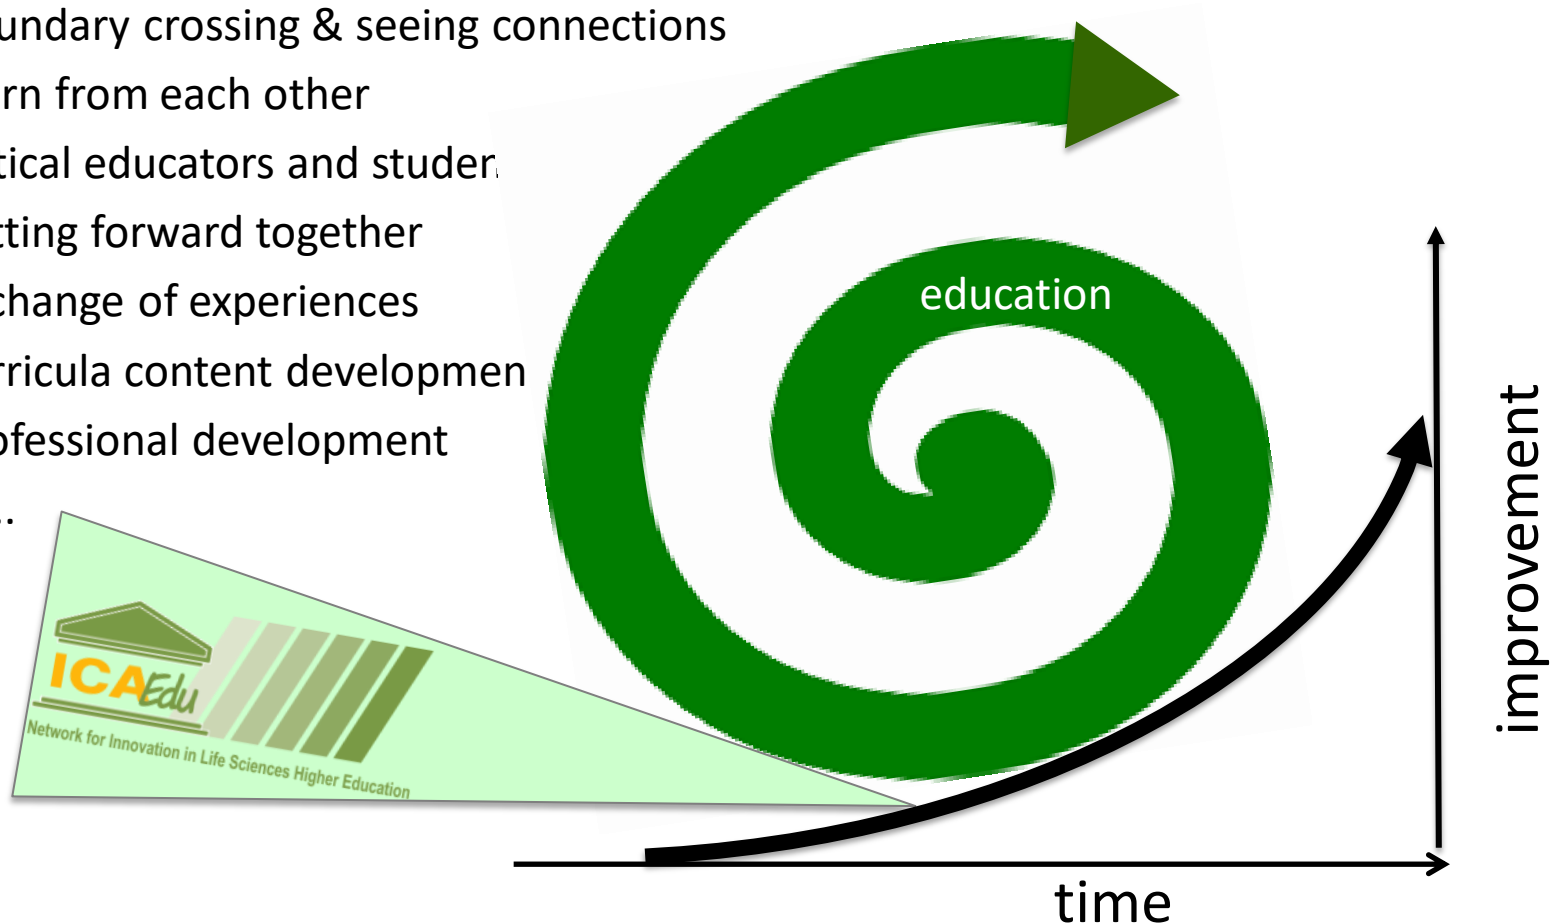 undary crossing & seeing connections
rn from each other
tical educators and studen
tting forward together
change of experiences
rricula content developmen
ofessional development
..
education
improvement
ICAEdu
Network for Innovation in Life Sciences Higher Education
time